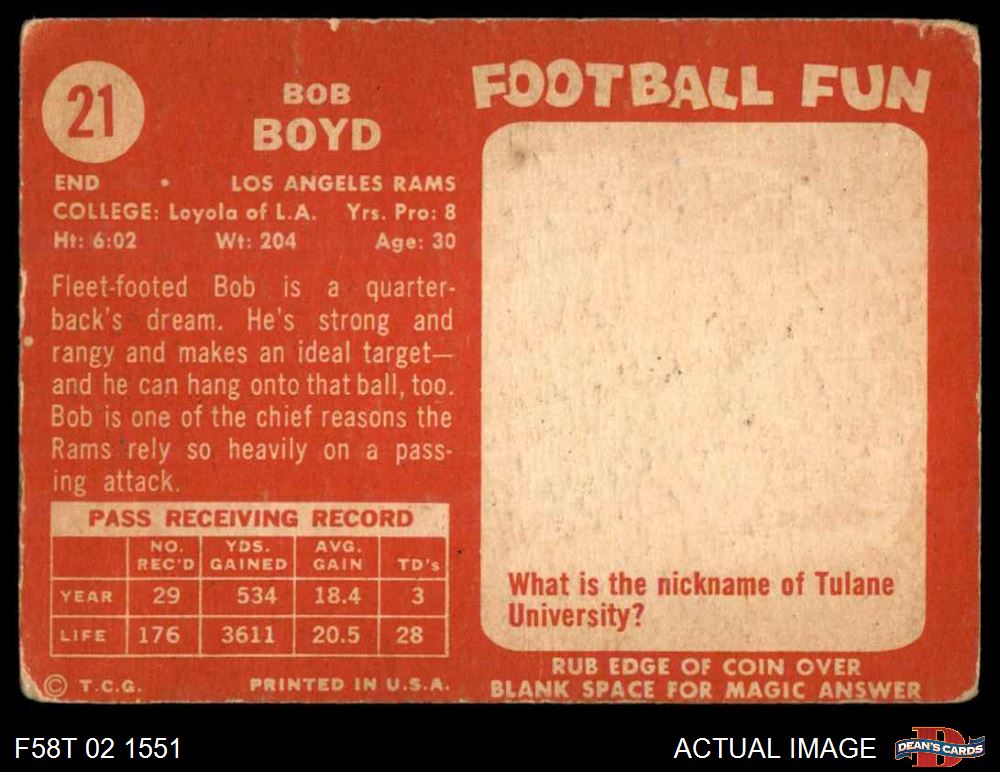 21
BOB
BOYD
END • LOS ANGELES RAMS
COLLEGE: Loyola of L.A. Yrs. Pro: 8
Ht: 6:02 Wt: 204 Age: 30
Fleet-footed Bob is a quarter-
back's dream. He's strong and
rangy and makes an ideal target—
and he can hang onto that ball, too.
Bob is one of the chief reasons the
Rams rely so heavily on a pass-
ing attack.
PASS RECEIVING RECORD
NO. REC'D YDS. GAINED AVG. GAIN TD's
YEAR 29 534 18.4 3
LIFE 176 3611 20.5 28
© T.C.G. PRINTED IN U.S.A.
FOOTBALL FUN
What is the nickname of Tulane
University?
RUB EDGE OF COIN OVER
BLANK SPACE FOR MAGIC ANSWER
F58T 02 1551
ACTUAL IMAGE
DEAN'S CARDS